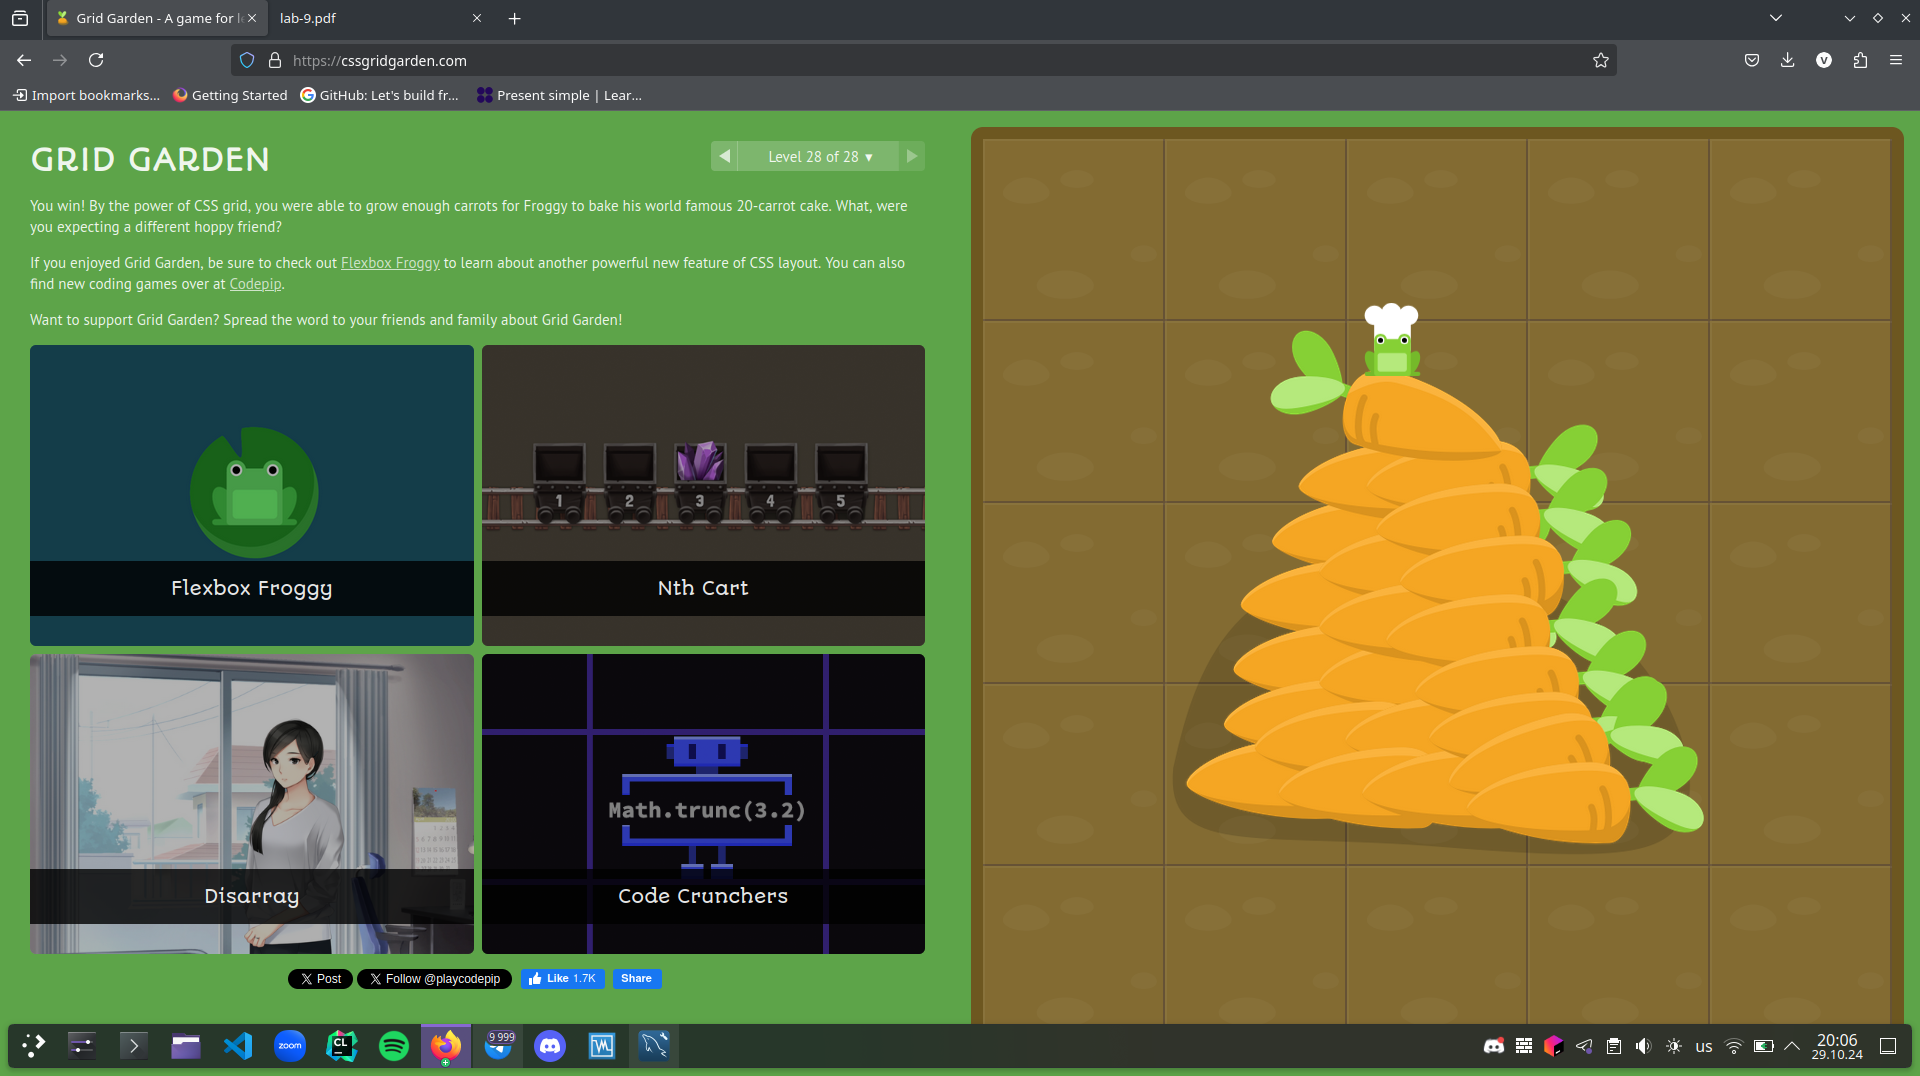 Grid Garden - A game for l
lab-9.pdf
https://cssgridgarden.com
V
Import bookmarks...
Getting Started
GitHub: Let's build fr...
Present simple | Lear...
GRID GARDEN
Level 28 of 28 ▼
You win! By the power of CSS grid, you were able to grow enough carrots for Froggy to bake his world famous 20-carrot cake. What, were
you expecting a different hoppy friend?
If you enjoyed Grid Garden, be sure to check out Flexbox Froggy to learn about another powerful new feature of CSS layout. You can also
find new coding games over at Codepip.
Want to support Grid Garden? Spread the word to your friends and family about Grid Garden!
1 2 3 4 5
Flexbox Froggy
Nth Cart
Math.trunc(3.2)
Disarray
Code Crunchers
X Post
X Follow @playcodepip
Like 1.7K
Share
zoom
CL
9 999
us
20:06
29.10.24